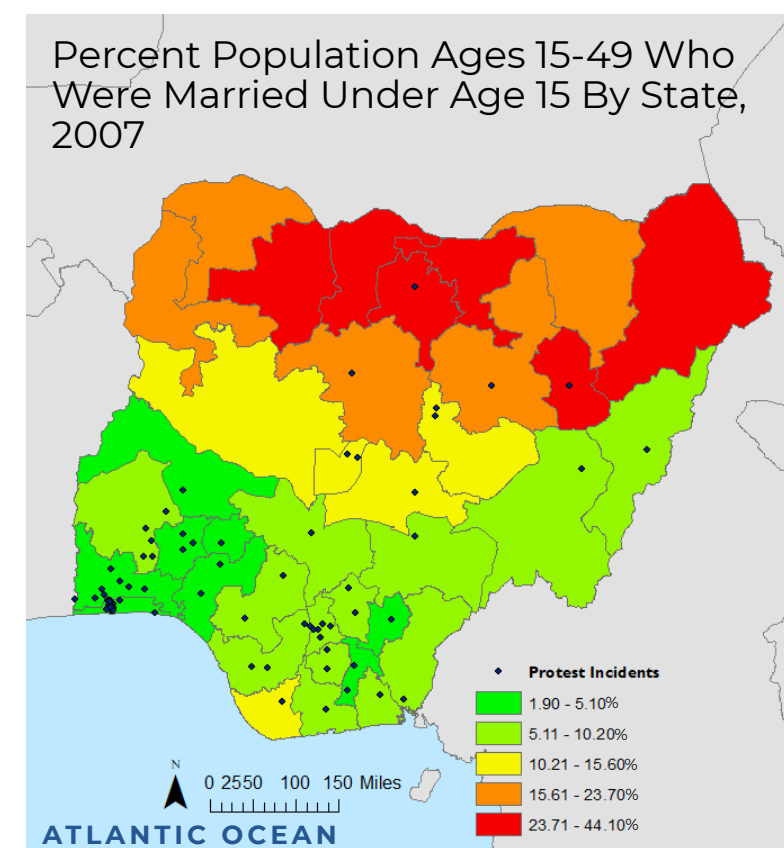 Percent Population Ages 15-49 Who
Were Married Under Age 15 By State,
2007
Protest Incidents
1.90 - 5.10%
5.11 - 10.20%
10.21 - 15.60%
15.61 - 23.70%
23.71 - 44.10%
N
0 2550 100 150 Miles
ATLANTIC OCEAN